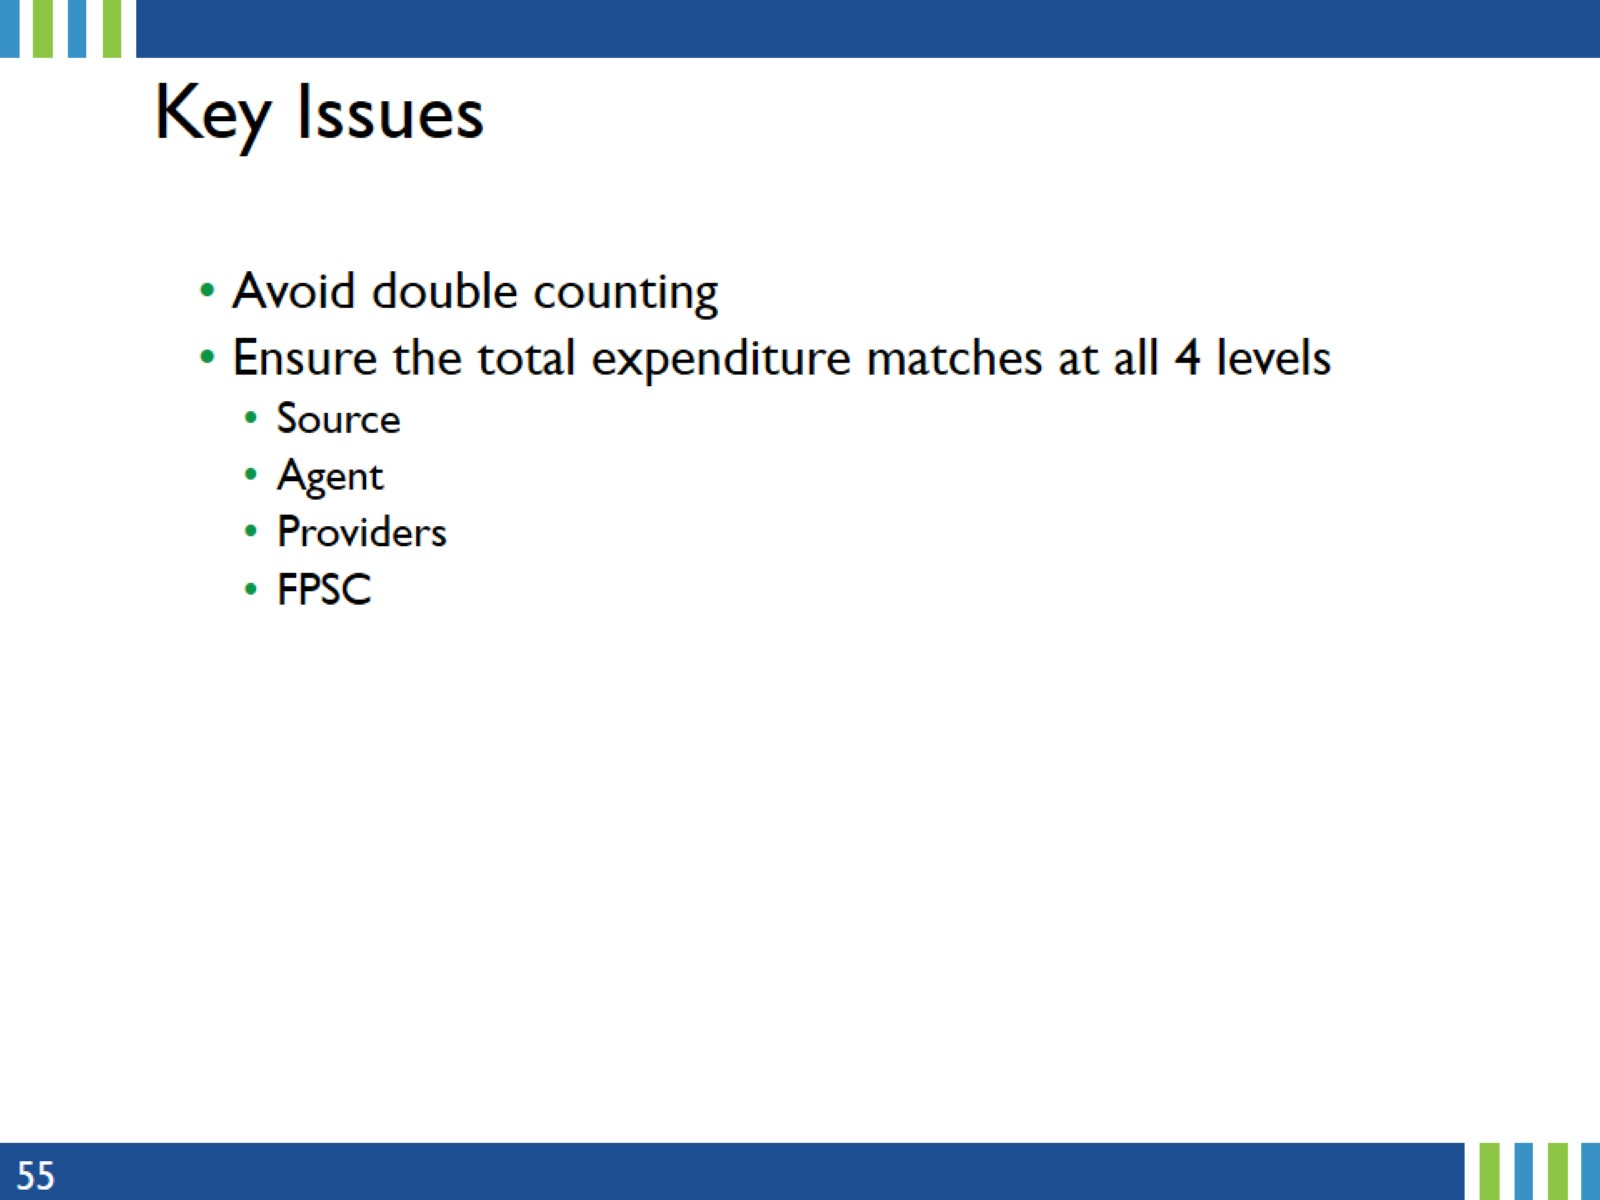 Key Issues
• Avoid double counting
• Ensure the total expenditure matches at all 4 levels
• Source
• Agent
• Providers
• FPSC
55